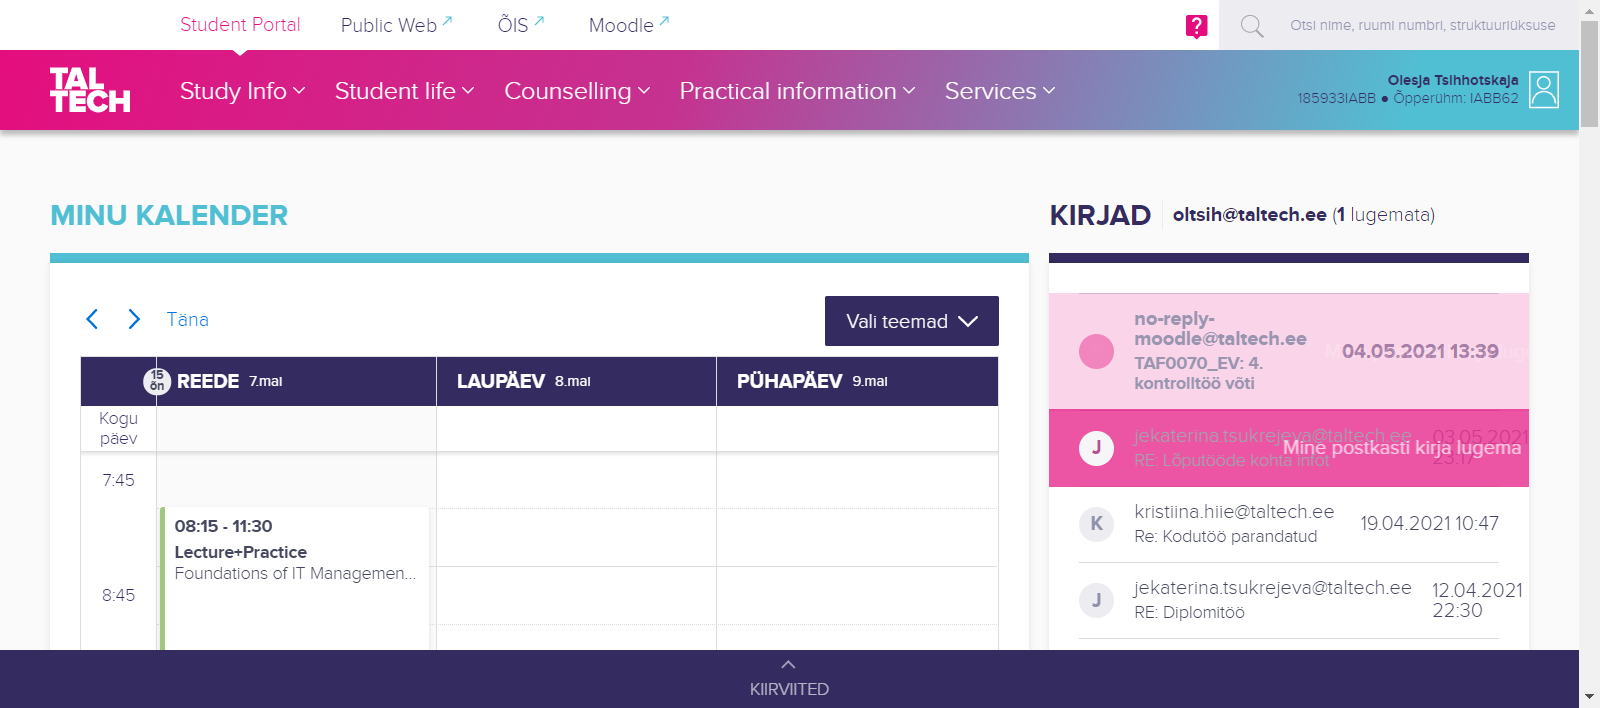 Student Portal
Public Web
ÕIS
Moodle
?
Otsi nime, ruumi numbri, struktuuriüksuse
TAL
TECH
Study Info
Student life
Counselling
Practical information
Services
Olesja Tsihhotskaja
185933IABB ● Õpperühm: IABB62
MINU KALENDER
Täna
Vali teemad
15
õn
REEDE 7.mai
LAUPÄEV 8.mai
PÜHAPÄEV 9.mai
Kogu
päev
7:45
08:15 - 11:30
Lecture+Practice
Foundations of IT Managemen...
8:45
KIRJAD
oltsih@taltech.ee (1 lugemata)
no-reply-
moodle@taltech.ee
TAF0070_EV: 4.
kontrolltöö võti
04.05.2021 13:39
J
jekaterina.tsukrejeva@taltech.ee
RE: Lõputööde kohta infot
03.05.2021
23:17
Mine postkasti kirja lugema
K
kristiina.hiie@taltech.ee
Re: Kodutöö parandatud
19.04.2021 10:47
J
jekaterina.tsukrejeva@taltech.ee
RE: Diplomitöö
12.04.2021
22:30
KIIRVIITED